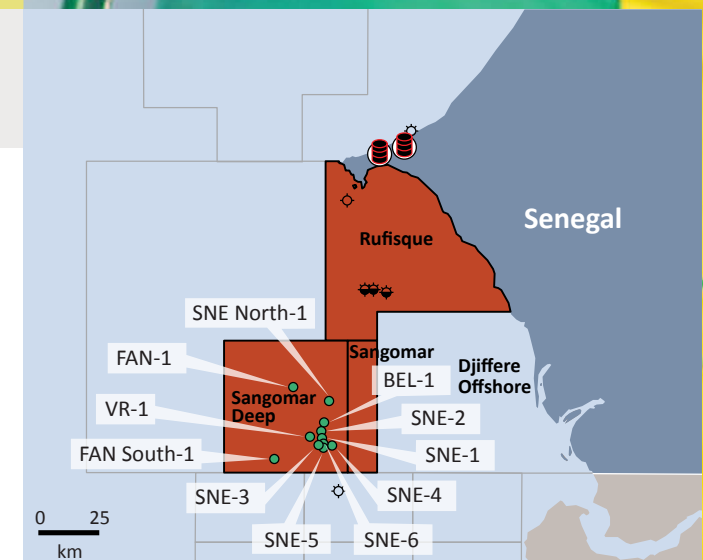 Senegal
Rufisque
SNE North-1
Sangomar
FAN-1
Djiffere
Offshore
BEL-1
Sangomar
Deep
VR-1
SNE-2
FAN South-1
SNE-1
SNE-3
SNE-4
0 25
km
SNE-5
SNE-6